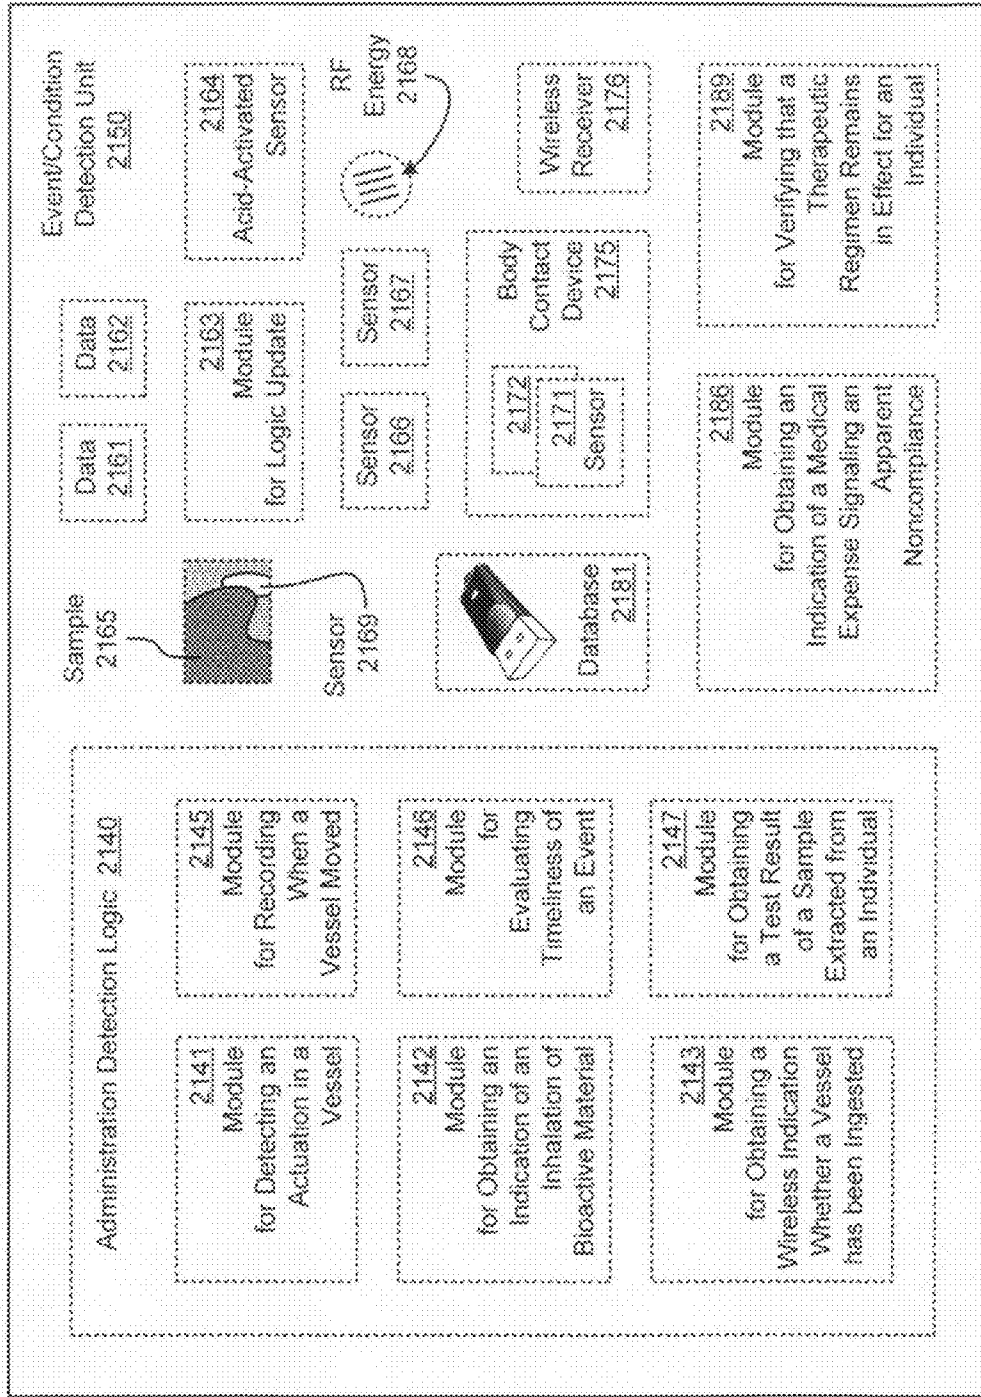 Administration Detection Logic 2140
2141
Module
for Detecting an
Actuation in a
Vessel
2145
Module
for Recording
When a
Vessel Moved
2142
Module
for Obtaining an
Indication of an
Inhalation of
Bioactive Material
2146
Module
for
Evaluating
Timeliness of
an Event
2143
Module
for Obtaining a
Wireless Indication
Whether a Vessel
has been Ingested
2147
Module
for Obtaining
a Test Result
of a Sample
Extracted from
an Individual
Sample
2165
Sensor
2169
Data
2161
Data
2162
Event/Condition
Detection Unit
2150
2163
Module
for Logic Update
2164
Acid-Activated
Sensor
Sensor
2166
Sensor
2167
RF
Energy
2168
Database
2181
2172
2171
Sensor
Body
Contact
Device
2175
Wireless
Receiver
2176
2186
Module
for Obtaining an
Indication of a Medical
Expense Signaling an
Apparent
Noncompliance
2189
Module
for Verifying that a
Therapeutic
Regimen Remains
in Effect for an
Individual